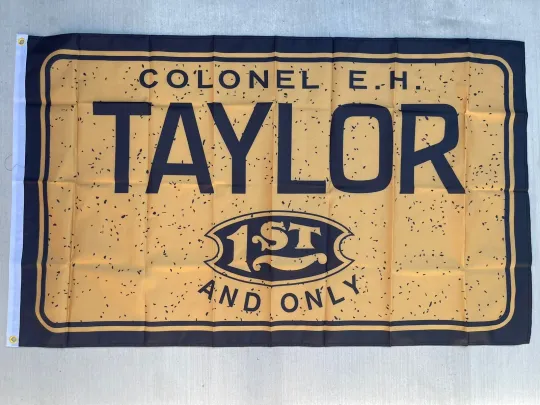 COLONEL E.H.
TAYLOR
1ST
AND ONLY